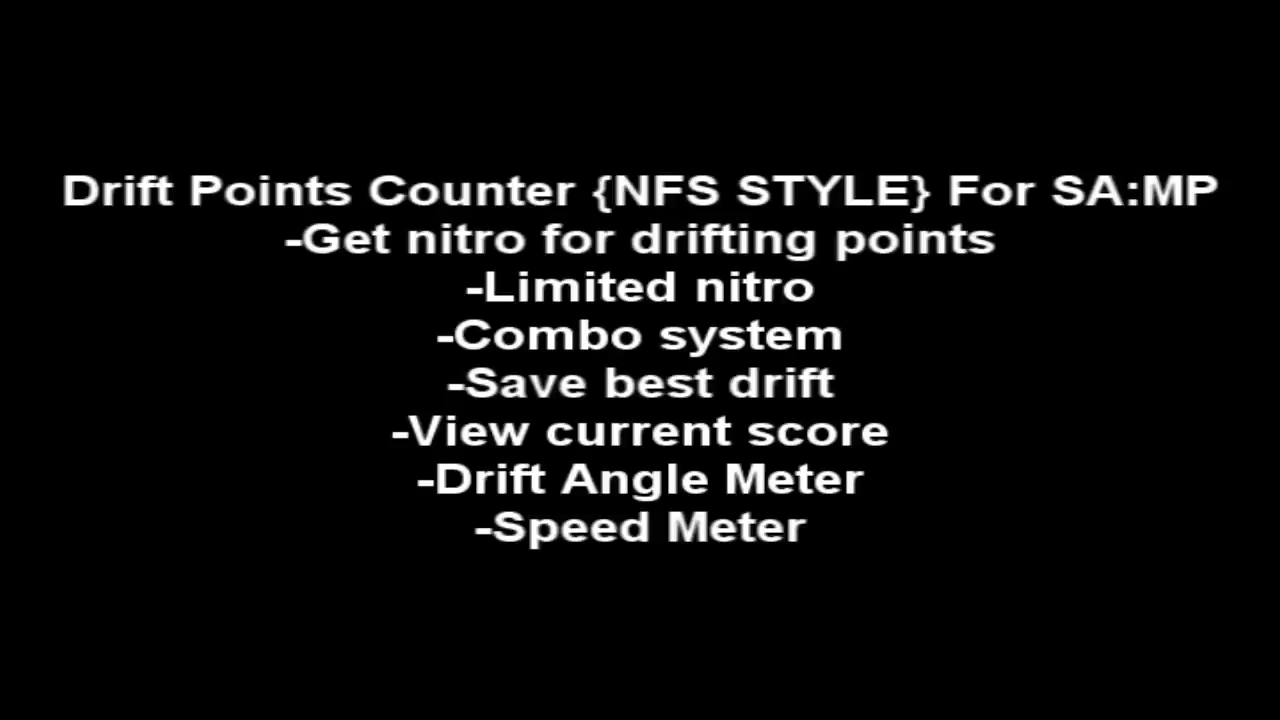 Drift Points Counter {NFS STYLE} For SA:MP
-Get nitro for drifting points
-Limited nitro
-Combo system
-Save best drift
-View current score
-Drift Angle Meter
-Speed Meter